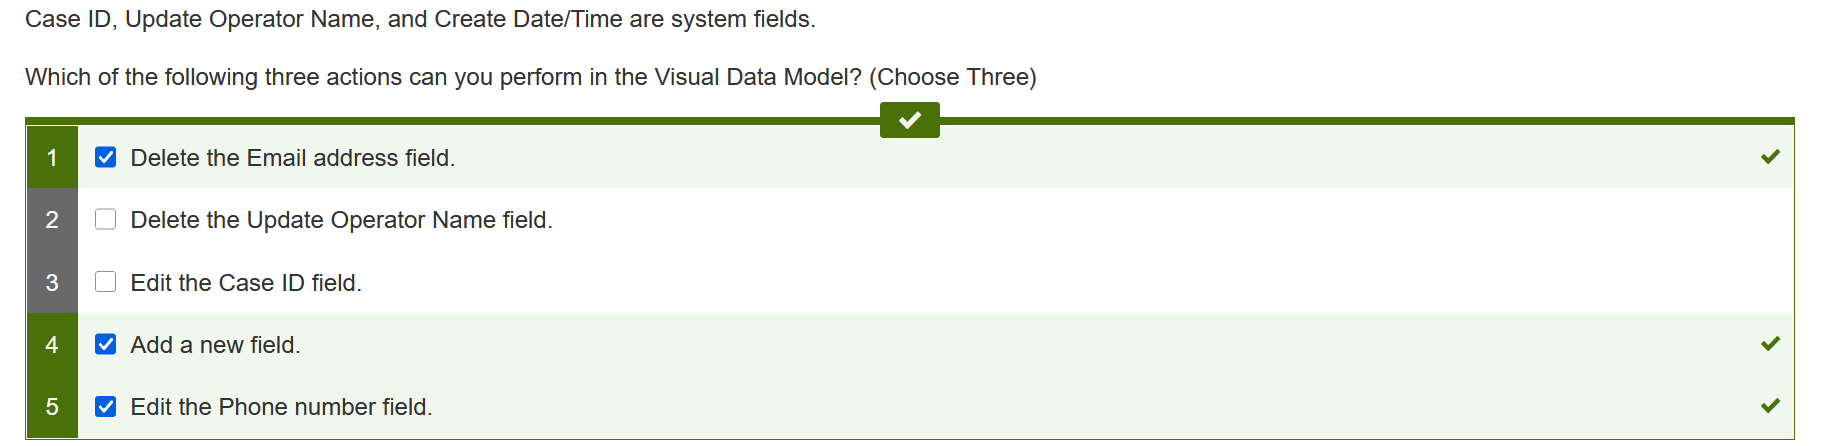 Case ID, Update Operator Name, and Create Date/Time are system fields.
Which of the following three actions can you perform in the Visual Data Model? (Choose Three)
1 Delete the Email address field.
2 Delete the Update Operator Name field.
3 Edit the Case ID field.
4 Add a new field.
5 Edit the Phone number field.